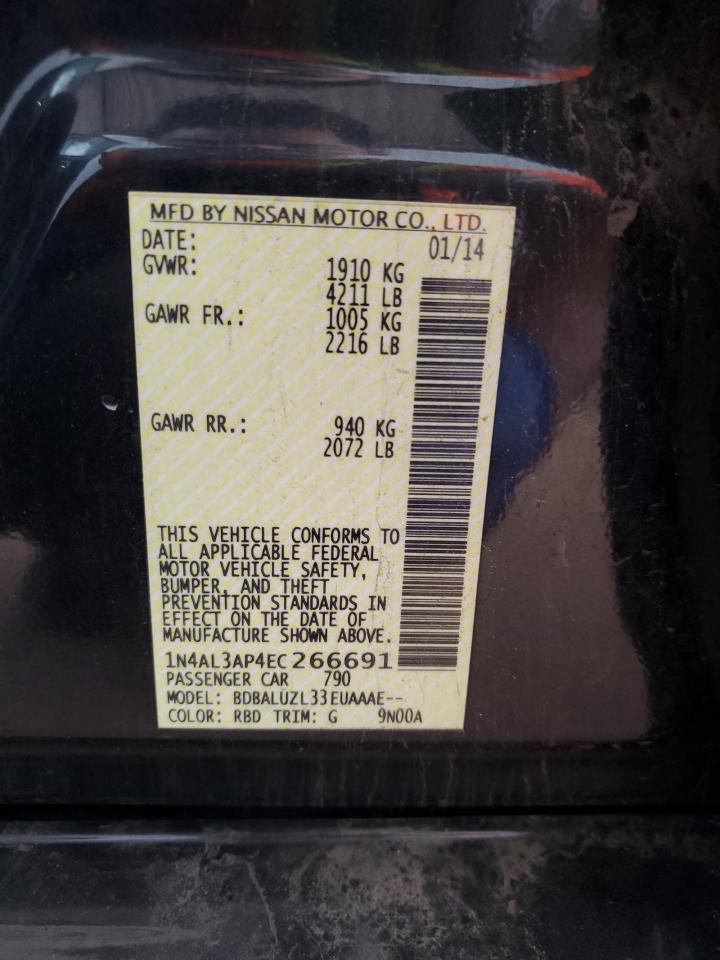 MFD BY NISSAN MOTOR CO., LTD.
DATE: 01/14
GVWR: 1910 KG
4211 LB
GAWR FR.: 1005 KG
2216 LB
GAWR RR.: 940 KG
2072 LB
THIS VEHICLE CONFORMS TO
ALL APPLICABLE FEDERAL
MOTOR VEHICLE SAFETY,
BUMPER, AND THEFT
PREVENTION STANDARDS IN
EFFECT ON THE DATE OF
MANUFACTURE SHOWN ABOVE.
1N4AL3AP4EC266691
PASSENGER CAR 790
MODEL: BDBALUZL33EUAAAE--
COLOR: RBD TRIM: G 9N00A